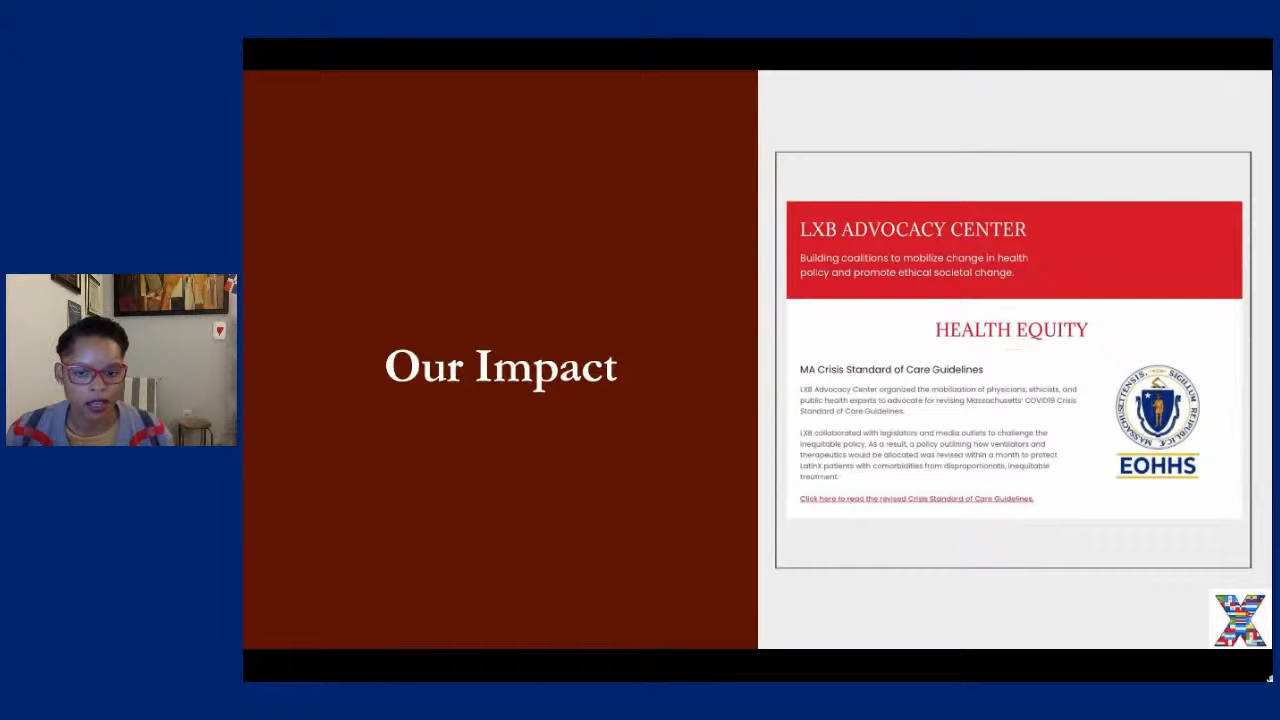 Our Impact
LXB ADVOCACY CENTER
Building coalitions to mobilize change in health
policy and promote ethical societal change.
HEALTH EQUITY
MA Crisis Standard of Care Guidelines
LXB Advocacy Center organized the mobilization of physicians, ethicists, and
public health experts to advocate for revising Massachusetts' COVID19 Crisis
Standard of Care Guidelines.
LXB collaborated with legislators and media outlets to challenge the
inequitable policy. As a result, a policy outlining how ventilators and
therapeutics would be allocated was revised within a month to protect
LatinX patients with comorbidities from disproportionate, inequitable
treatment.
Click here to read the revised Crisis Standard of Care Guidelines.
SIGILLUM REIPUBLICÆ MASSACHUSETTENSIS
EOHHS